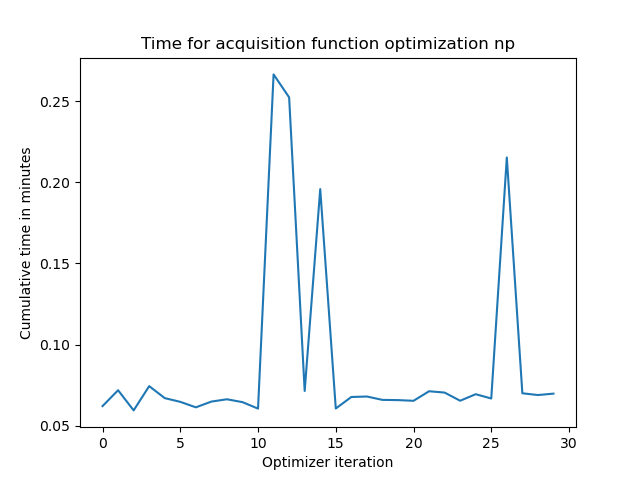 Time for acquisition function optimization np
Cumulative time in minutes
0.25
0.20
0.15
0.10
0.05
0 5 10 15 20 25 30
Optimizer iteration